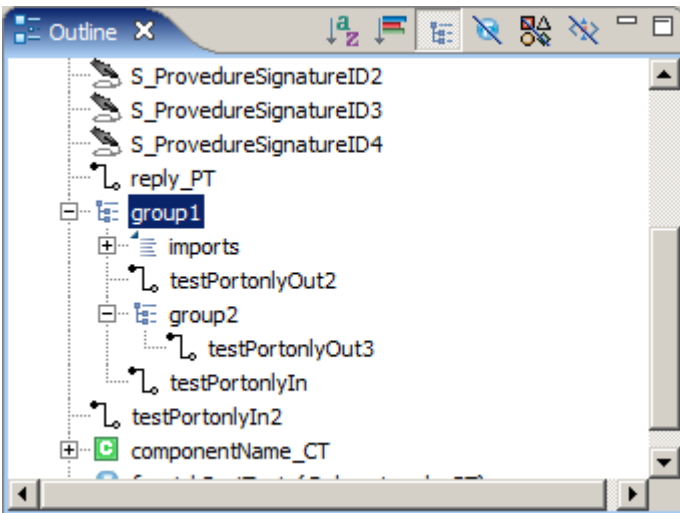 Outline
S_ProvedureSignatureID2
S_ProvedureSignatureID3
S_ProvedureSignatureID4
reply_PT
group1
imports
testPortonlyOut2
group2
testPortonlyOut3
testPortonlyIn
testPortonlyIn2
componentName_CT